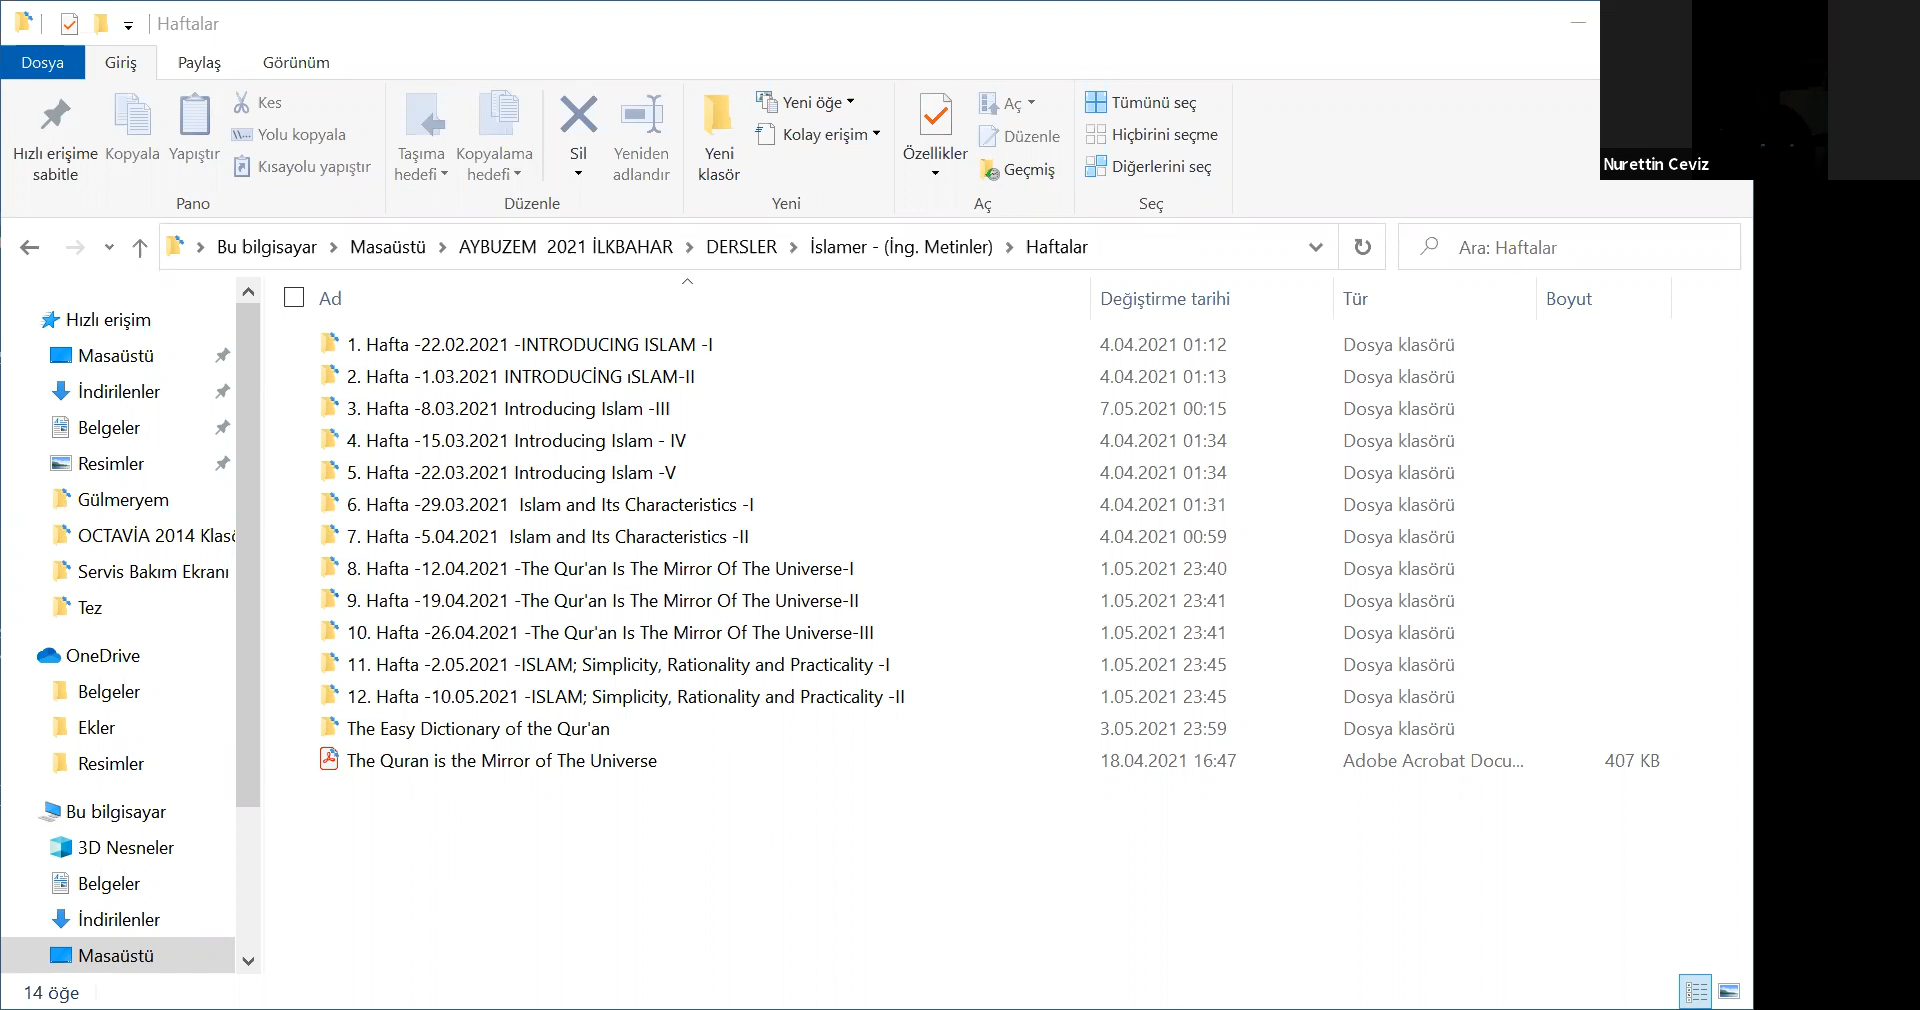 Haftalar
Dosya Giriş Paylaş Görünüm
Hızlı erişime sabitle
Kopyala
Yapıştır
Kes
Yolu kopyala
Kısayolu yapıştır
Pano
Taşıma hedefi
Kopyalama hedefi
Sil
Yeniden adlandır
Düzenle
Yeni klasör
Yeni öğe
Kolay erişim
Yeni
Özellikler
Aç
Düzenle
Geçmiş
Aç
Tümünü seç
Hiçbirini seçme
Diğerlerini seç
Seç
Nurettin Ceviz
Bu bilgisayar Masaüstü AYBUZEM 2021 İLKBAHAR DERSLER İslamer - (İng. Metinler) Haftalar
Ara: Haftalar
Hızlı erişim
Masaüstü
İndirilenler
Belgeler
Resimler
Gülmeryem
OCTAVİA 2014 Klasö
Servis Bakım Ekranı
Tez
OneDrive
Belgeler
Ekler
Resimler
Bu bilgisayar
3D Nesneler
Belgeler
İndirilenler
Masaüstü
Ad Değiştirme tarihi Tür Boyut
1. Hafta -22.02.2021 -INTRODUCING ISLAM -I 4.04.2021 01:12 Dosya klasörü
2. Hafta -1.03.2021 INTRODUCİNG ıSLAM-II 4.04.2021 01:13 Dosya klasörü
3. Hafta -8.03.2021 Introducing Islam -III 7.05.2021 00:15 Dosya klasörü
4. Hafta -15.03.2021 Introducing Islam - IV 4.04.2021 01:34 Dosya klasörü
5. Hafta -22.03.2021 Introducing Islam -V 4.04.2021 01:34 Dosya klasörü
6. Hafta -29.03.2021  Islam and Its Characteristics -I 4.04.2021 01:31 Dosya klasörü
7. Hafta -5.04.2021  Islam and Its Characteristics -II 4.04.2021 00:59 Dosya klasörü
8. Hafta -12.04.2021 -The Qur'an Is The Mirror Of The Universe-I 1.05.2021 23:40 Dosya klasörü
9. Hafta -19.04.2021 -The Qur'an Is The Mirror Of The Universe-II 1.05.2021 23:41 Dosya klasörü
10. Hafta -26.04.2021 -The Qur'an Is The Mirror Of The Universe-III 1.05.2021 23:41 Dosya klasörü
11. Hafta -2.05.2021 -ISLAM; Simplicity, Rationality and Practicality -I 1.05.2021 23:45 Dosya klasörü
12. Hafta -10.05.2021 -ISLAM; Simplicity, Rationality and Practicality -II 1.05.2021 23:45 Dosya klasörü
The Easy Dictionary of the Qur'an 3.05.2021 23:59 Dosya klasörü
The Quran is the Mirror of The Universe 18.04.2021 16:47 Adobe Acrobat Docu... 407 KB
14 öğe